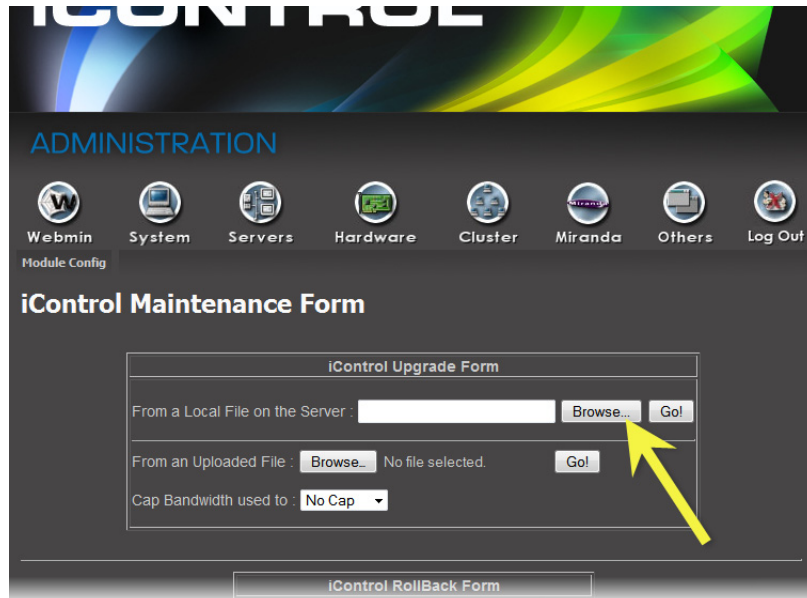 iCONTROL
ADMINISTRATION
Webmin System Servers Hardware Cluster Miranda Others Log Out
Module Config
iControl Maintenance Form
iControl Upgrade Form
From a Local File on the Server : Browse... Go!
From an Uploaded File : Browse... No file selected. Go!
Cap Bandwidth used to : No Cap
iControl RollBack Form